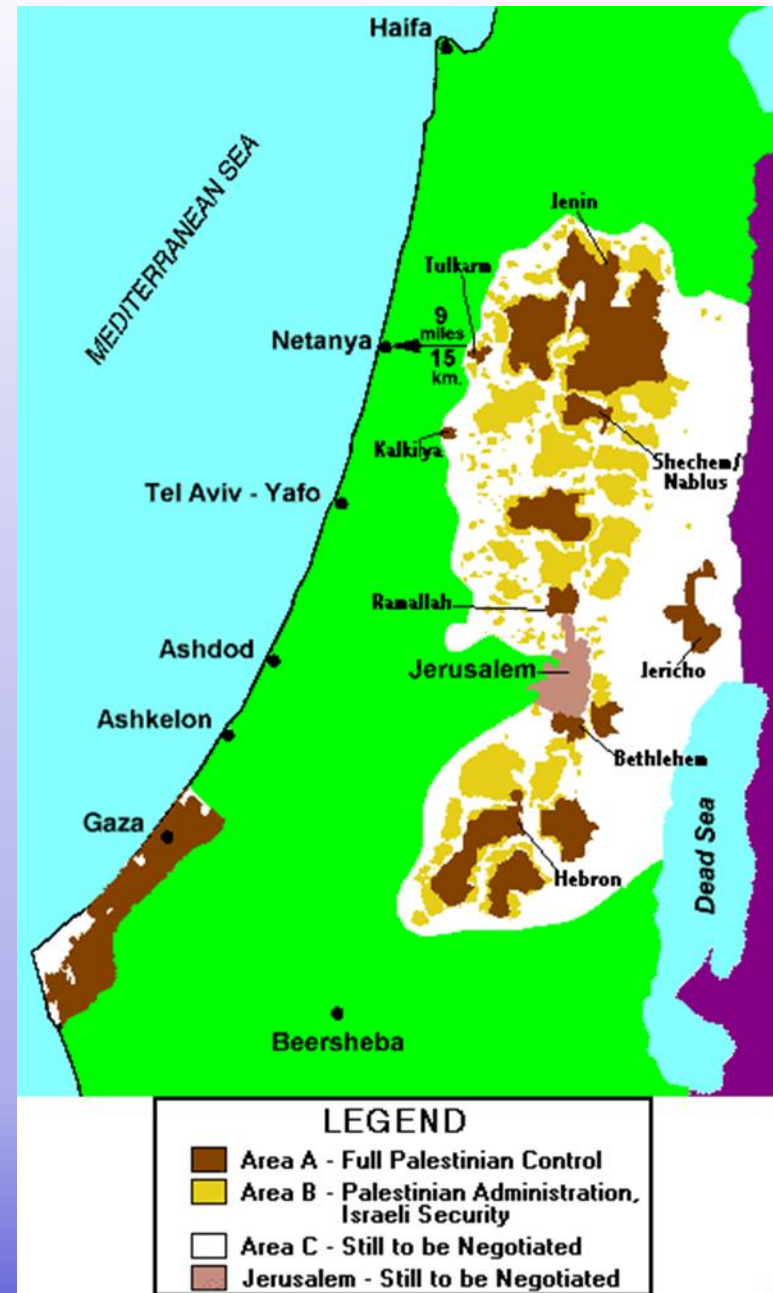 Haifa
MEDITERRANEAN SEA
Jenin
Tulkarm
9
miles
Netanya
15
km.
Kalkilya
Shechem/
Nablus
Tel Aviv - Yafo
Ramallah
Ashdod
Jerusalem
Jericho
Ashkelon
Bethlehem
Gaza
Hebron
Dead Sea
Beersheba
LEGEND
Area A - Full Palestinian Control
Area B - Palestinian Administration,
Israeli Security
Area C - Still to be Negotiated
Jerusalem - Still to be Negotiated